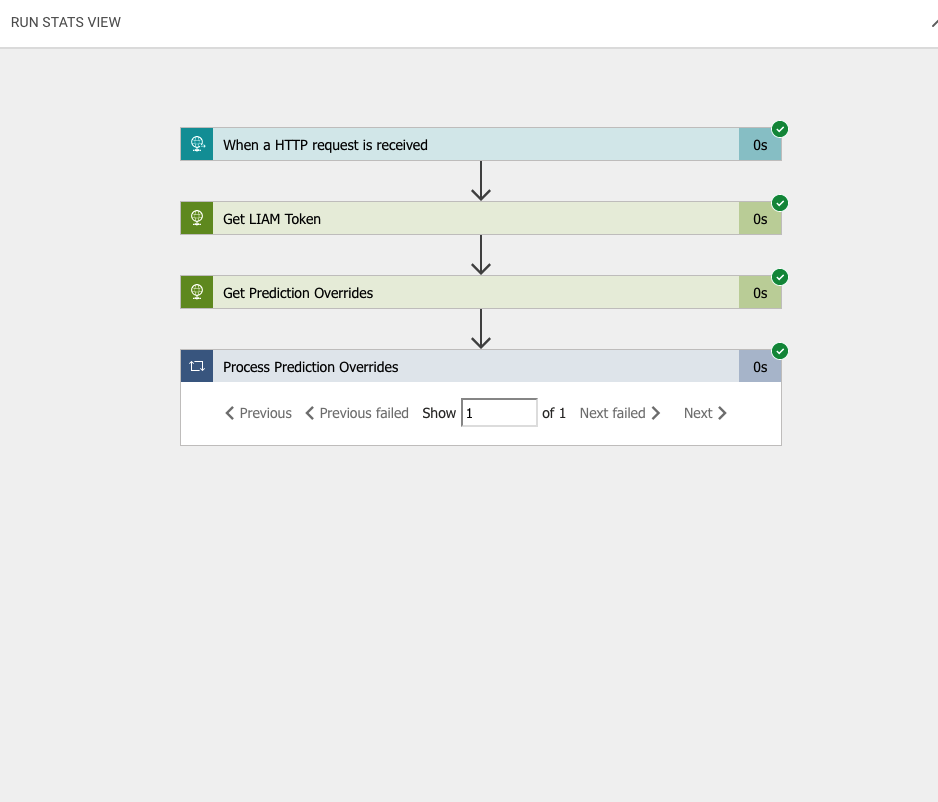 RUN STATS VIEW
When a HTTP request is received 0s
Get LIAM Token 0s
Get Prediction Overrides 0s
Process Prediction Overrides 0s
Previous Previous failed Show 1 of 1 Next failed Next